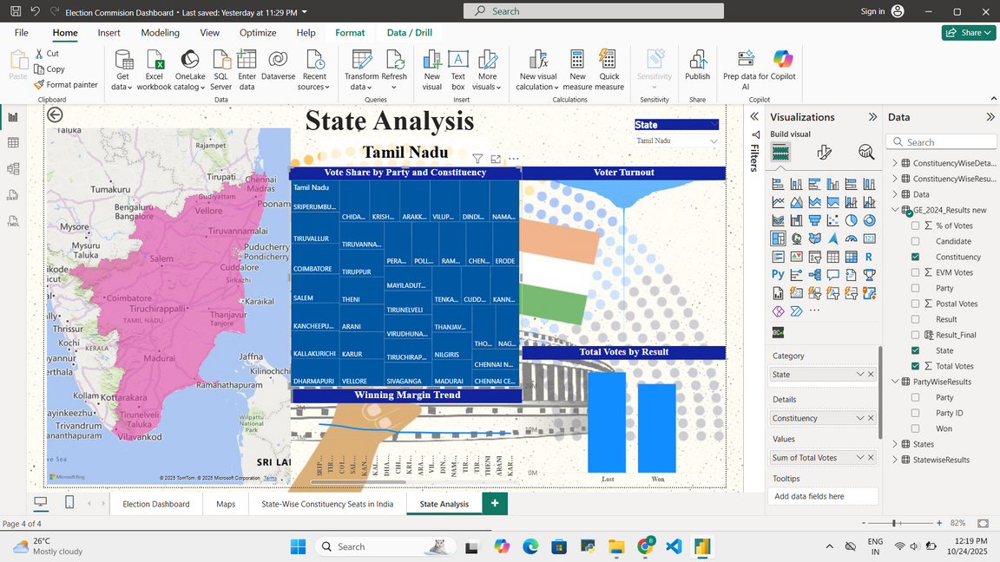 Election Commision Dashboard • Last saved: Yesterday at 11:29 PM
Search
Sign in
File Home Insert Modeling View Optimize Help Format Data / Drill
Share
Paste
Cut
Copy
Format painter
Get data
Excel workbook
OneLake catalog
SQL Server
Enter data
Dataverse
Recent sources
Transform data
Refresh
New visual
Text box
More visuals
New visual calculation
New measure
Quick measure
Sensitivity
Publish
Prep data for AI
Copilot
Clipboard
Data
Queries
Insert
Calculations
Sensitivity
Share
Copilot
State Analysis
State
Tamil Nadu
Tamil Nadu
Taluka
Rajampet
Tirupati
Tumakuru
Chennai
Madras
Gudiyattam
Bengaluru
Bangalore
Vellore
Poonam
Mysore
Tiruvannamalai
Mysuru
Taluka
Puducherry
Pondicherry
Salem
Cuddalore
Sirkazhi
Karaikal
Coimbatore
Tiruchirappalli
TAMIL NADU
Thrissur
Thanjavur
Tanjore
Kochi
KERALA
Madurai
Jaffna
Kilinochchi
Kollam
Kottarakara
Ramanathapuram
Tirunelveli
Taluka
Trivandrum
Wilpattu
National
Park
Vilavankod
SRI LA
Microsoft Bing
© 2025 TomTom, © 2025 Microsoft Corporation Terms
Vote Share by Party and Constituency
Tamil Nadu
SRIPERUMBU...
CHIDA...
KRISH...
ARAKK...
VILUP...
DINDI...
NAMA...
TIRUVALLUR
TIRUVANNA...
PERA...
POLL...
RAM...
CHEN...
ERODE
COIMBATORE
TIRUPPUR
MAYILADUT...
SALEM
THENI
TENKA...
CUDD...
KANN...
TIRUNELVELI
KANCHEEPU...
ARANI
THANJAV...
VIRUDHUNA...
THO...
NAG...
KALLAKURICHI
KARUR
TIRUCHIRAP...
NILGIRIS
CHENNAI N...
DHARMAPURI
VELLORE
SIVAGANGA
MADURAI
CHENNAI CE...
Winning Margin Trend
SRIP...
TIR...
COI...
SAL...
KAN...
KAL...
DHA...
CHI...
KRI...
ARA...
VIL...
DIN...
NAM...
TIR...
TIR...
THENI
ARANI
KAR...
Voter Turnout
Total Votes by Result
20M
10M
0M
Lost
Won
Filters
Visualizations
Build visual
Category
State
Details
Constituency
Values
Sum of Total Votes
Tooltips
Add data fields here
Data
Search
ConstituencyWiseDeta...
ConstituencyWiseResu...
Data
GE_2024_Results new
% of Votes
Candidate
Constituency
EVM Votes
Party
Postal Votes
Result
Result_Final
State
Total Votes
PartyWiseResults
Party
Party ID
Won
States
StatewiseResults
Election Dashboard
Maps
State-Wise Constituency Seats in India
State Analysis
Page 4 of 4
82%
26°C
Mostly cloudy
Search
ENG
IN
12:19 PM
10/24/2025